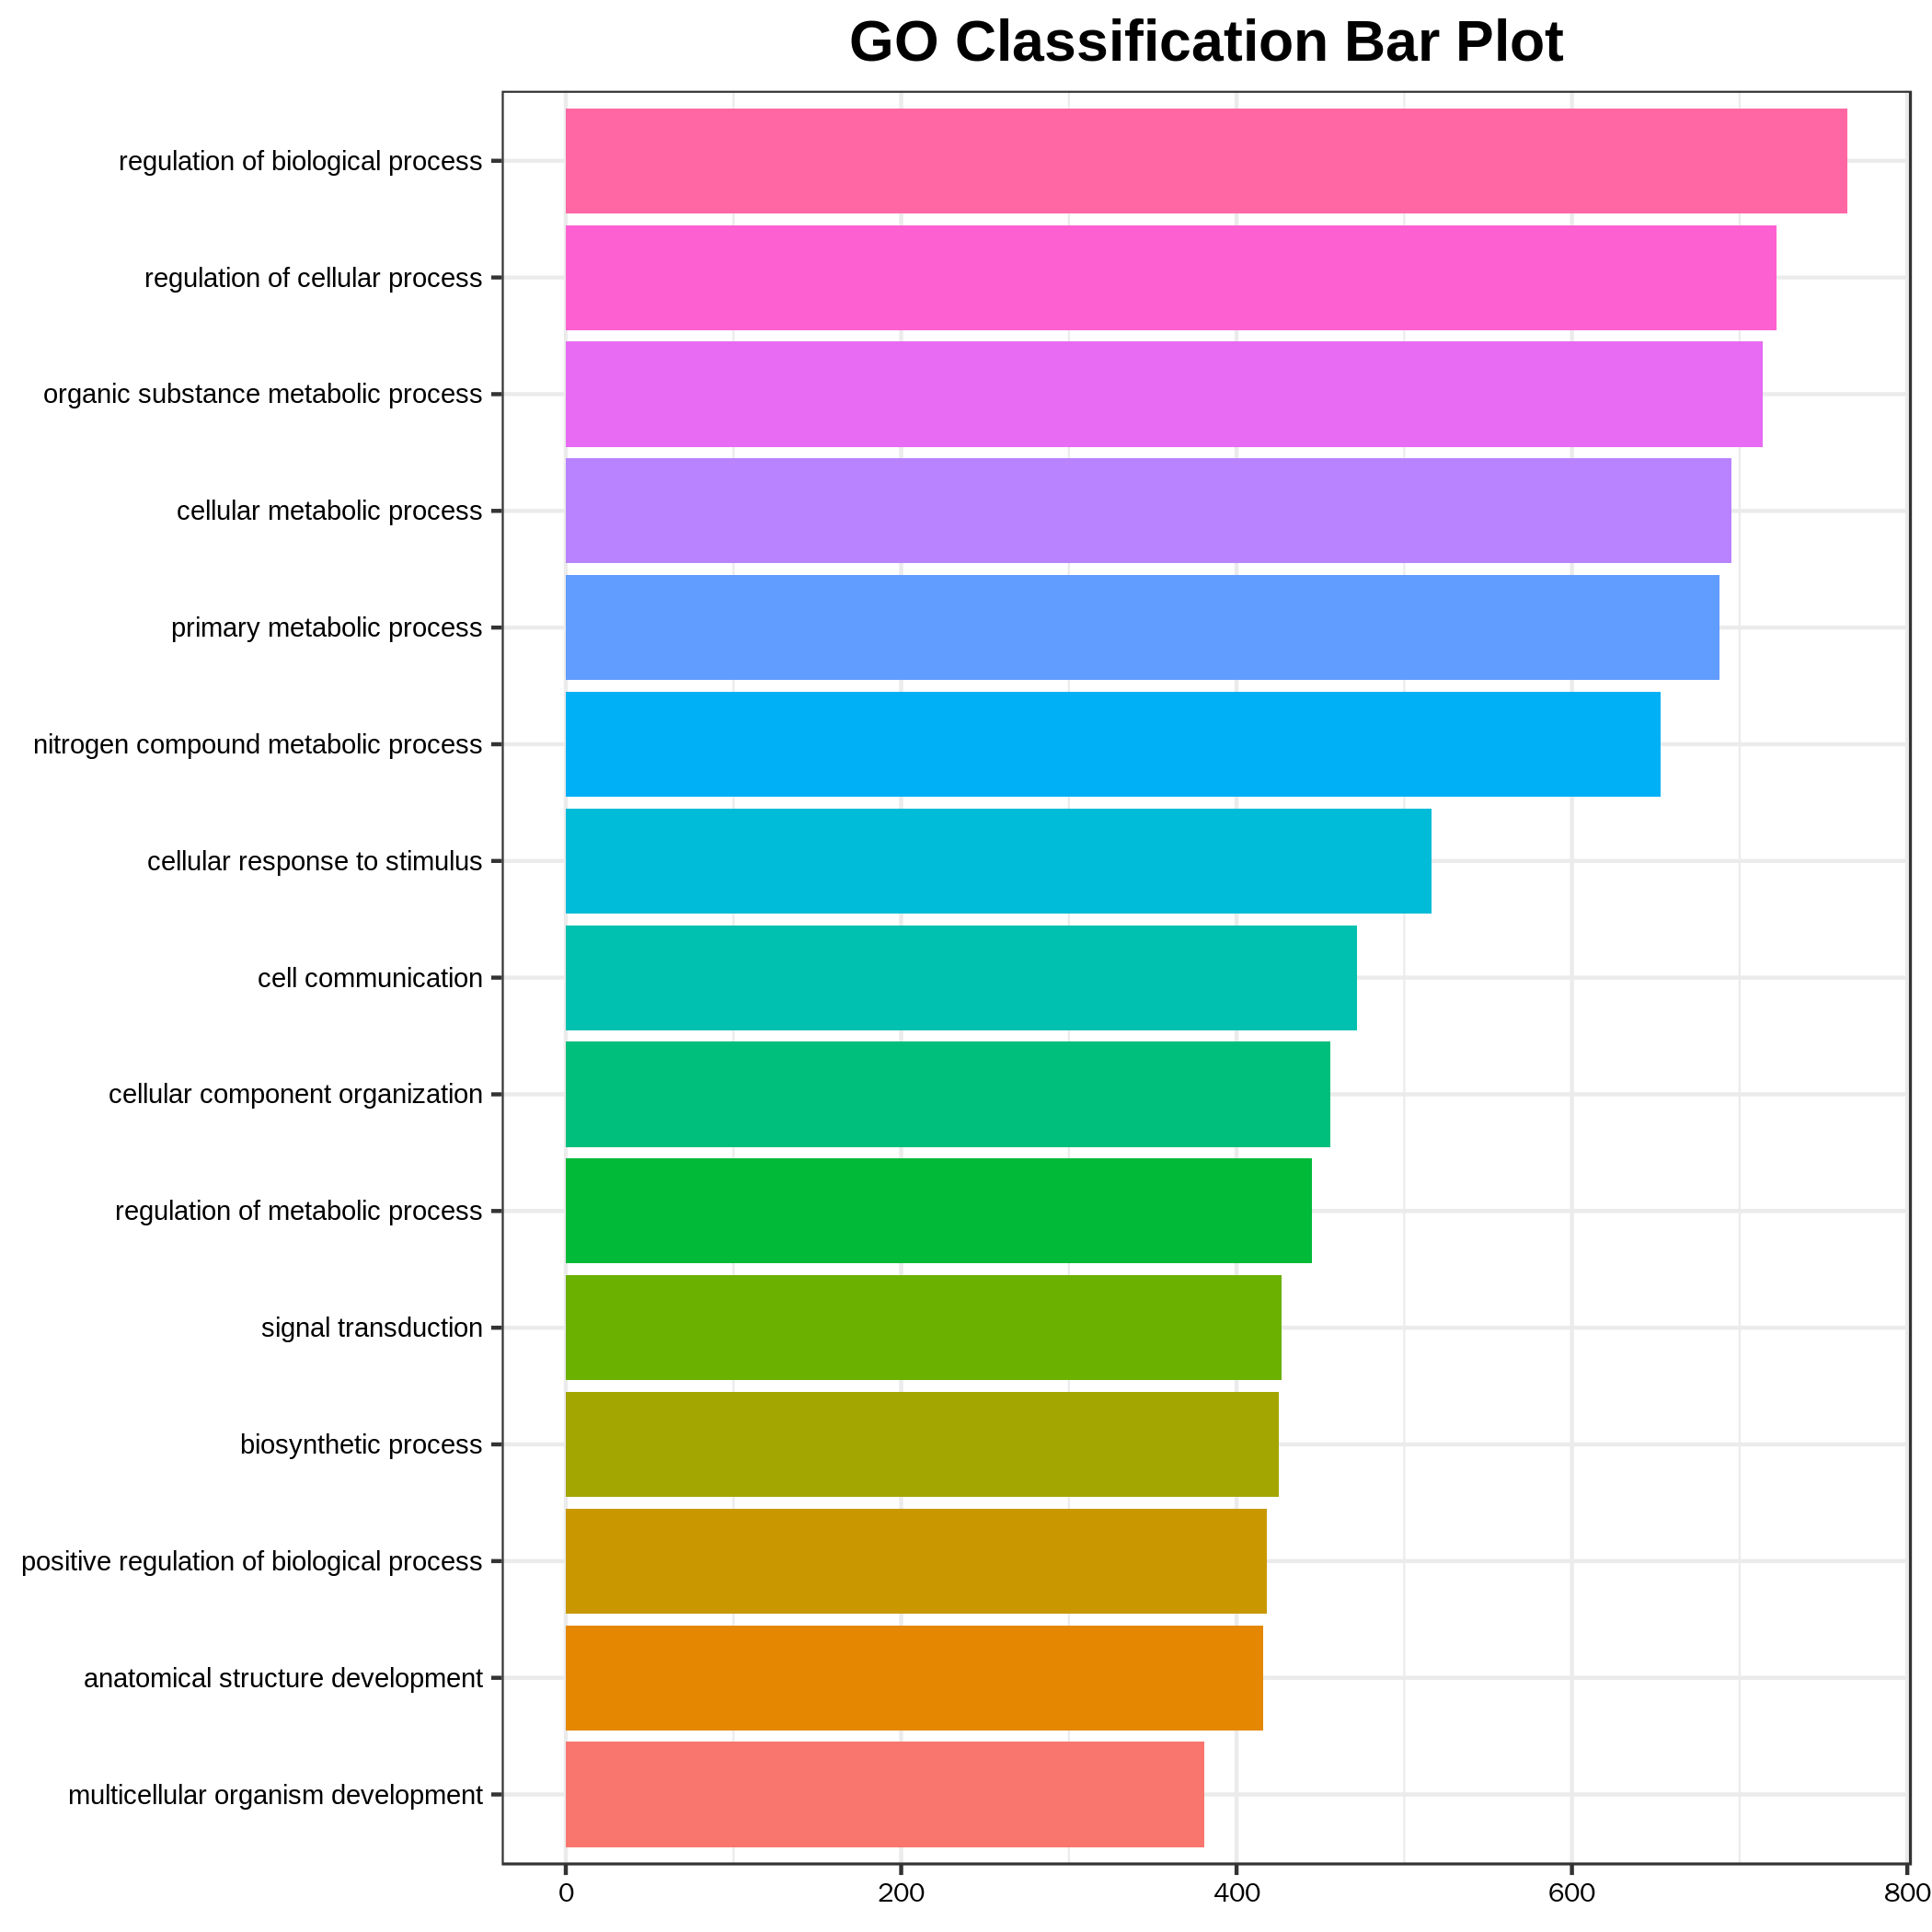 GO Classification Bar Plot
regulation of biological process
regulation of cellular process
organic substance metabolic process
cellular metabolic process
primary metabolic process
nitrogen compound metabolic process
cellular response to stimulus
cell communication
cellular component organization
regulation of metabolic process
signal transduction
biosynthetic process
positive regulation of biological process
anatomical structure development
multicellular organism development
0 200 400 600 800